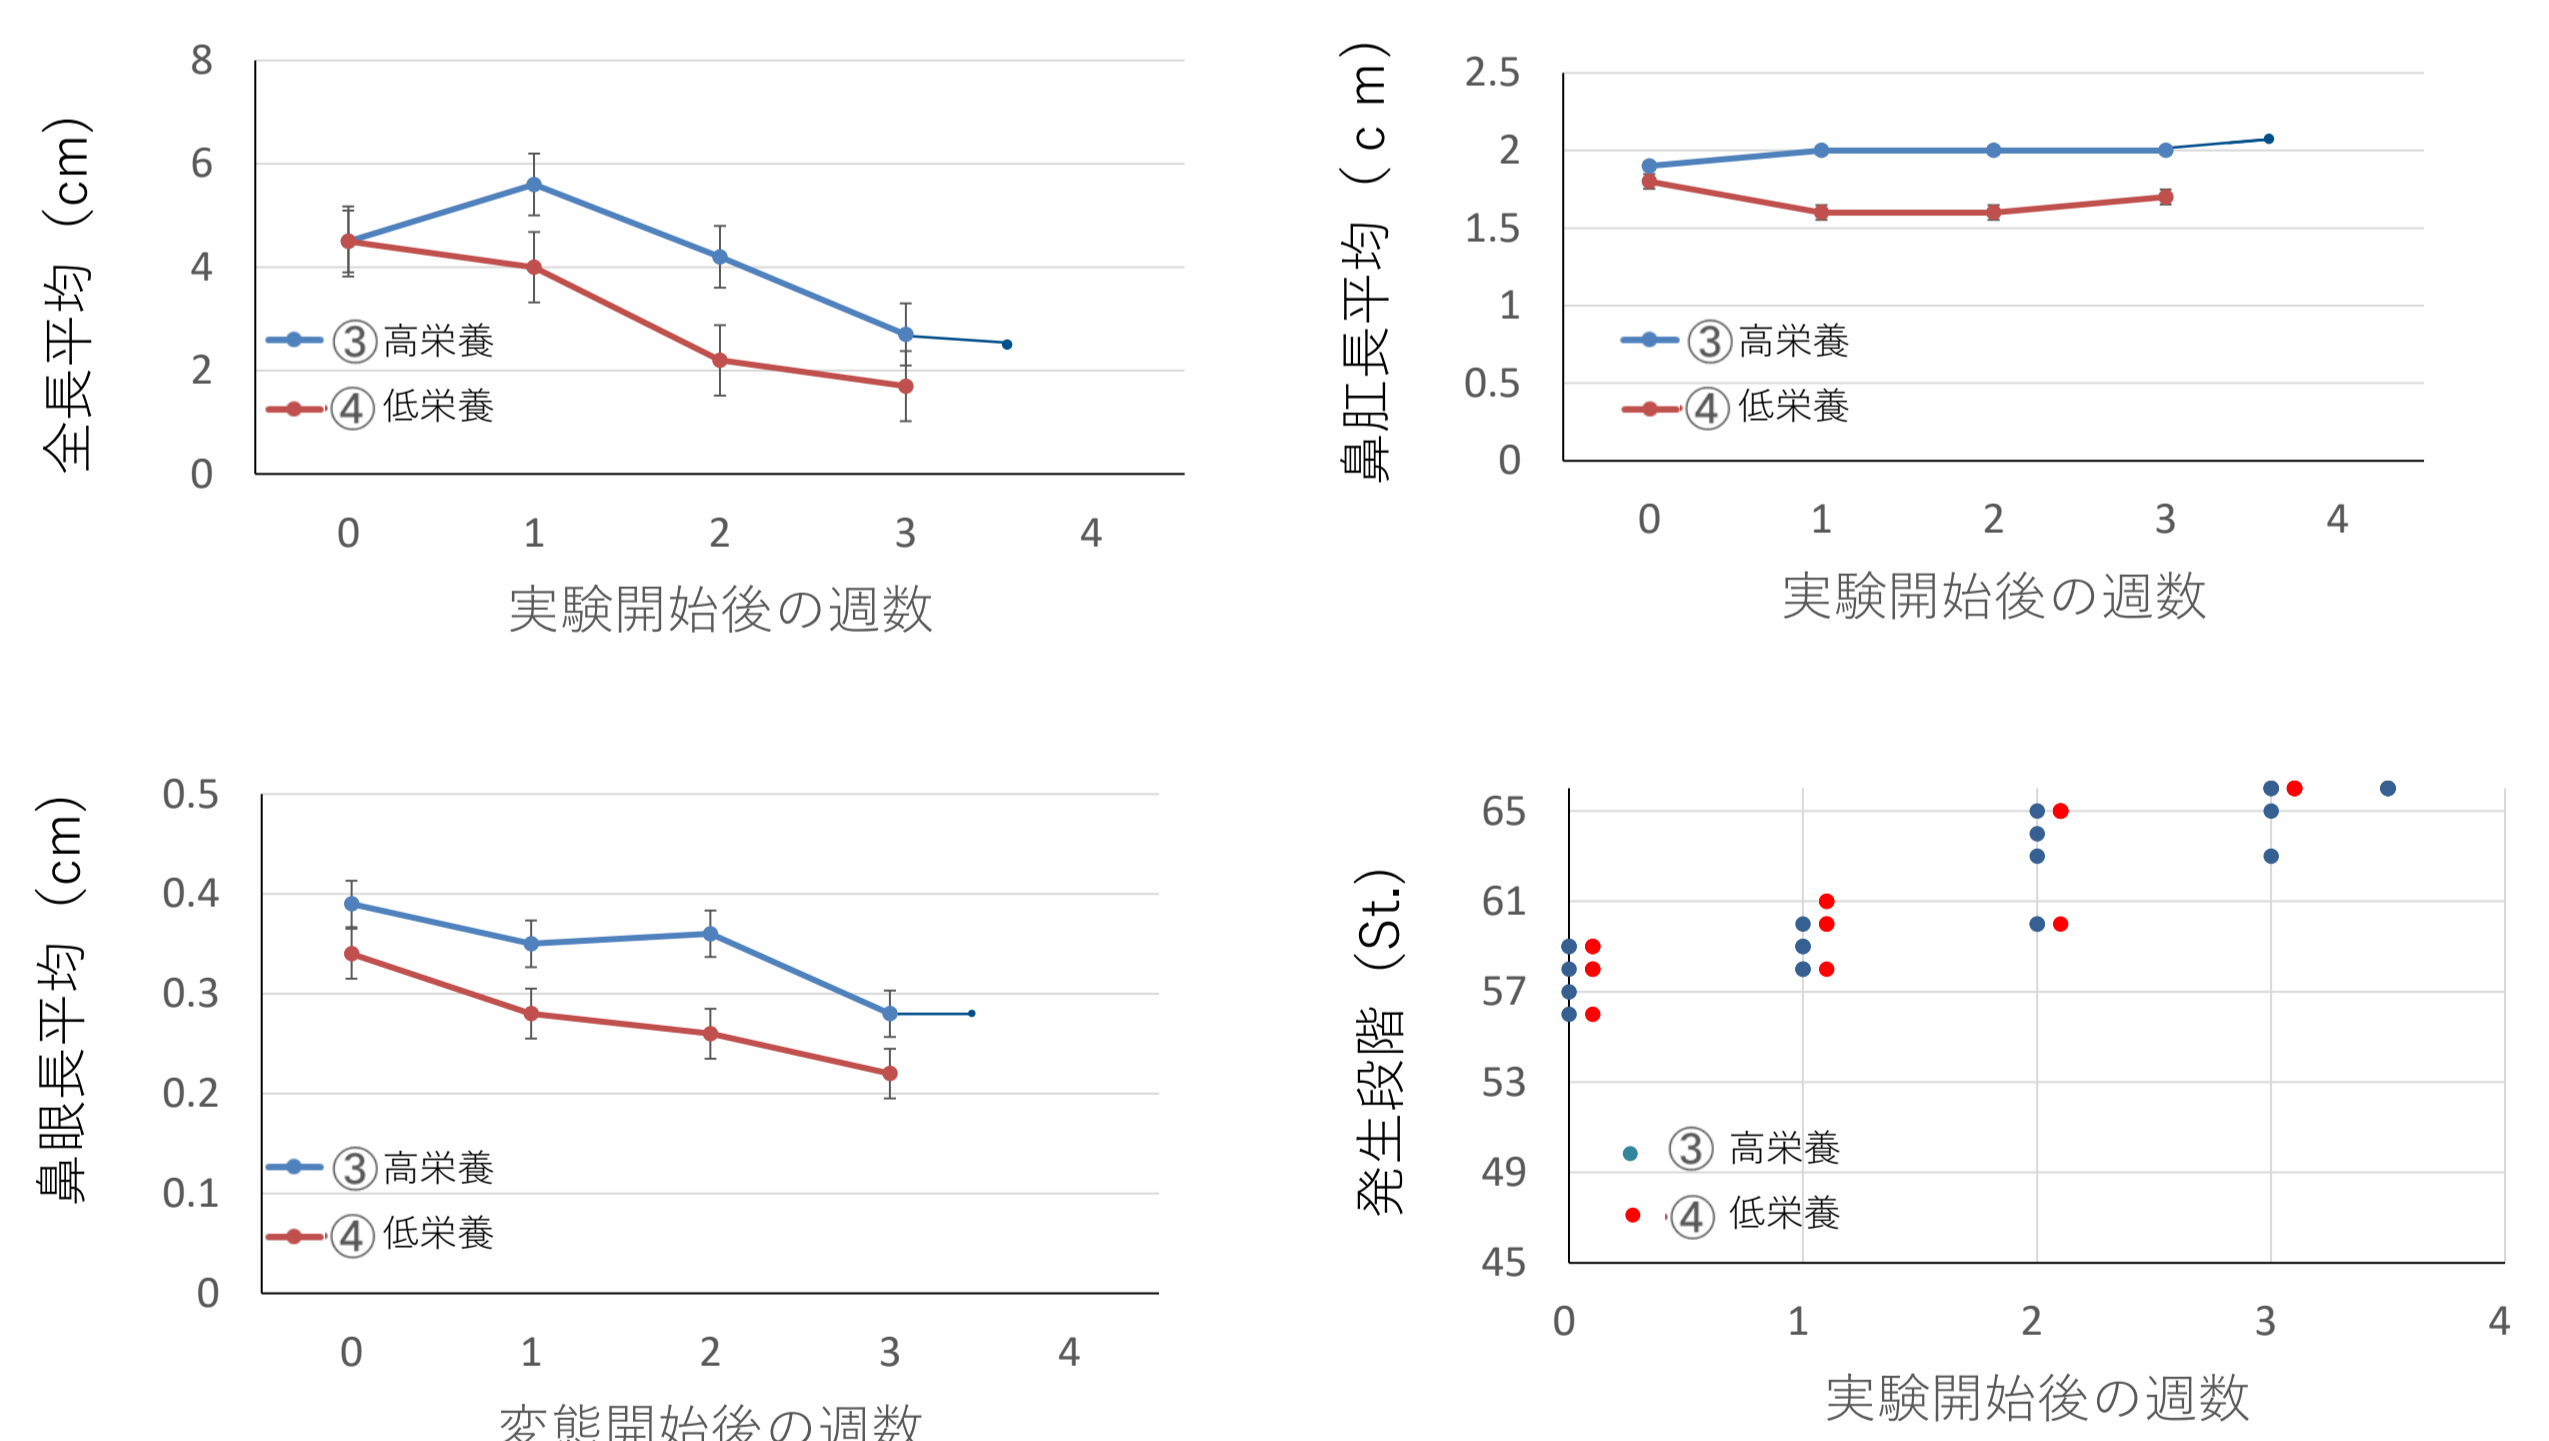 全長平均（cm）
8
6
4
2
0
③高栄養
④低栄養
0 1 2 3 4
実験開始後の週数
鼻肛長平均（ｃｍ）
2.5
2
1.5
1
0.5
0
③高栄養
④低栄養
0 1 2 3 4
実験開始後の週数
鼻眼長平均（cm）
0.5
0.4
0.3
0.2
0.1
0
③高栄養
④低栄養
0 1 2 3 4
変態開始後の週数
発生段階（St.）
65
61
57
53
49
45
③ 高栄養
④ 低栄養
0 1 2 3 4
実験開始後の週数